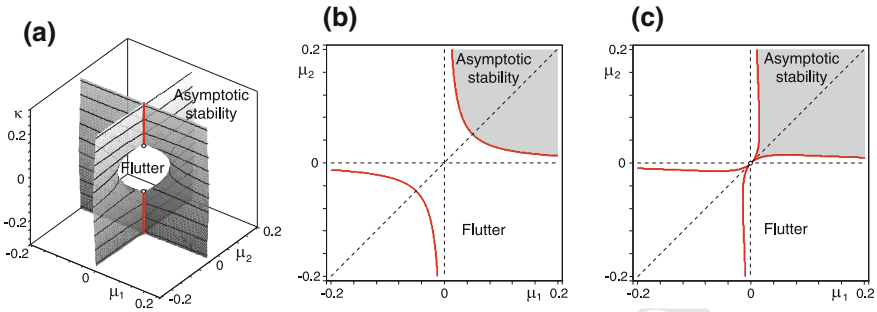 (a)
κ
0.2
0
-0.2
-0.2
0
μ1
0.2
-0.2
0
μ2
0.2
Asymptotic
stability
Flutter
(b)
0.2
μ2
0
-0.2
-0.2
0
μ1
0.2
Asymptotic
stability
Flutter
(c)
0.2
μ2
0
-0.2
-0.2
0
μ1
0.2
Asymptotic
stability
Flutter